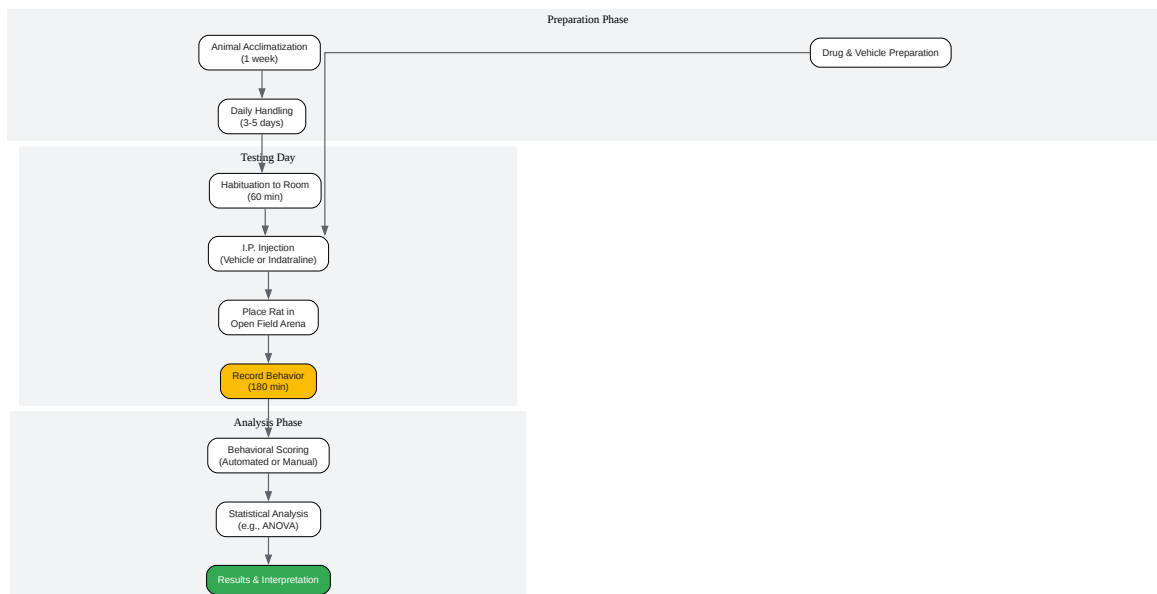 Preparation Phase
Animal Acclimatization
(1 week)
Drug & Vehicle Preparation
Daily Handling
(3-5 days)
Testing Day
Habituation to Room
(60 min)
I.P. Injection
(Vehicle or Indatraline)
Place Rat in
Open Field Arena
Record Behavior
(180 min)
Analysis Phase
Behavioral Scoring
(Automated or Manual)
Statistical Analysis
(e.g., ANOVA)
Results & Interpretation